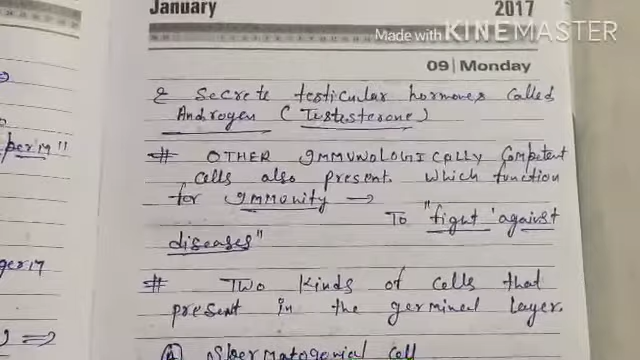 January 2017
Made with KINEMASTER
09 | Monday
& Secrete testicular hormones called
Androgen (Testesterone)
# OTHER IMMUNOLOGICALLY Competent
cells also present. Which function
for Immunity →
To "fight against
diseases"
# Two kinds of cells that
present in the germinal layer.
(A) Spermatogonial cell
perm"